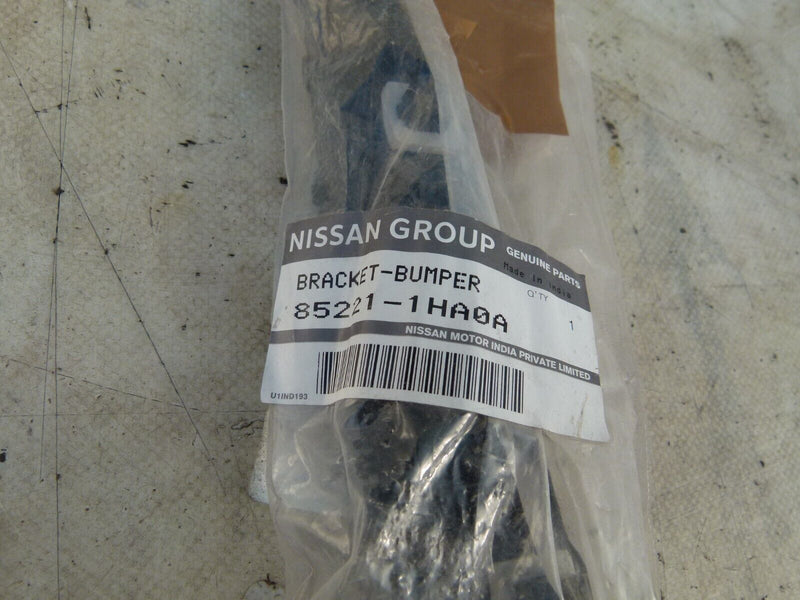 NISSAN GROUP GENUINE PARTS
Made in India
BRACKET-BUMPER
Q'TY
85221-1HA0A 1
NISSAN MOTOR INDIA PRIVATE LIMITED
U1IND193